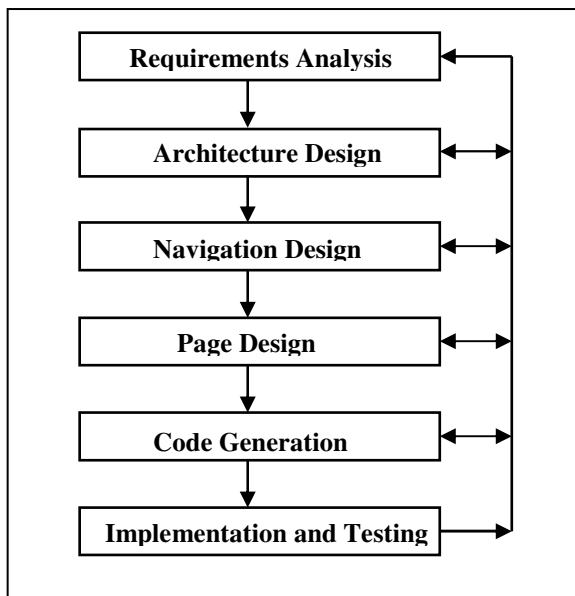 Requirements Analysis
Architecture Design
Navigation Design
Page Design
Code Generation
Implementation and Testing